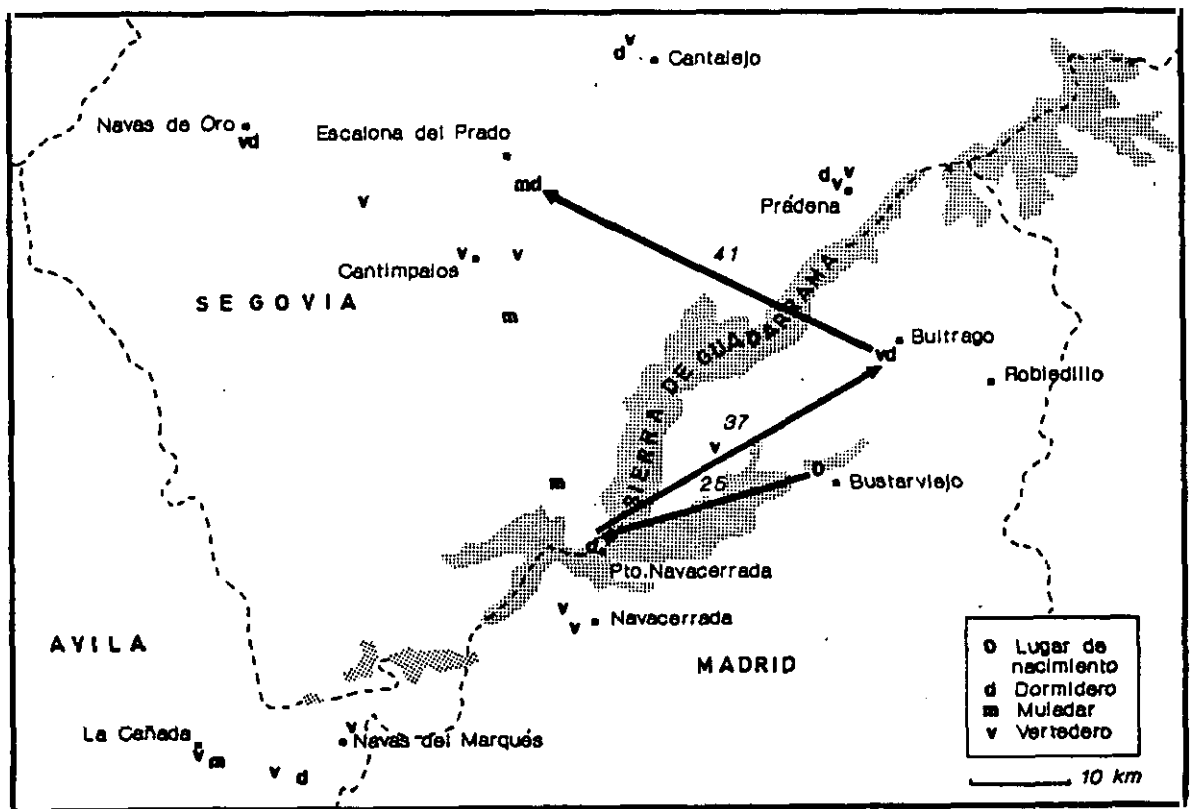 d v
Cantalejo
Navas de Oro
vd
Escalona del Prado
md
v
d v v
Prádena
41
v
Cantimpalos
v
SEGOVIA
m
SIERRA DE GUADARRAMA
vd
Buitrago
Robledillo
37
v
25
O
Bustarviejo
m
d
Pto.Navacerrada
v
v
Navacerrada
AVILA
MADRID
La Cañada
v m
v
Navas del Marqués
v d
O Lugar de
nacimiento
d Dormidero
m Muladar
v Vertedero
10 km